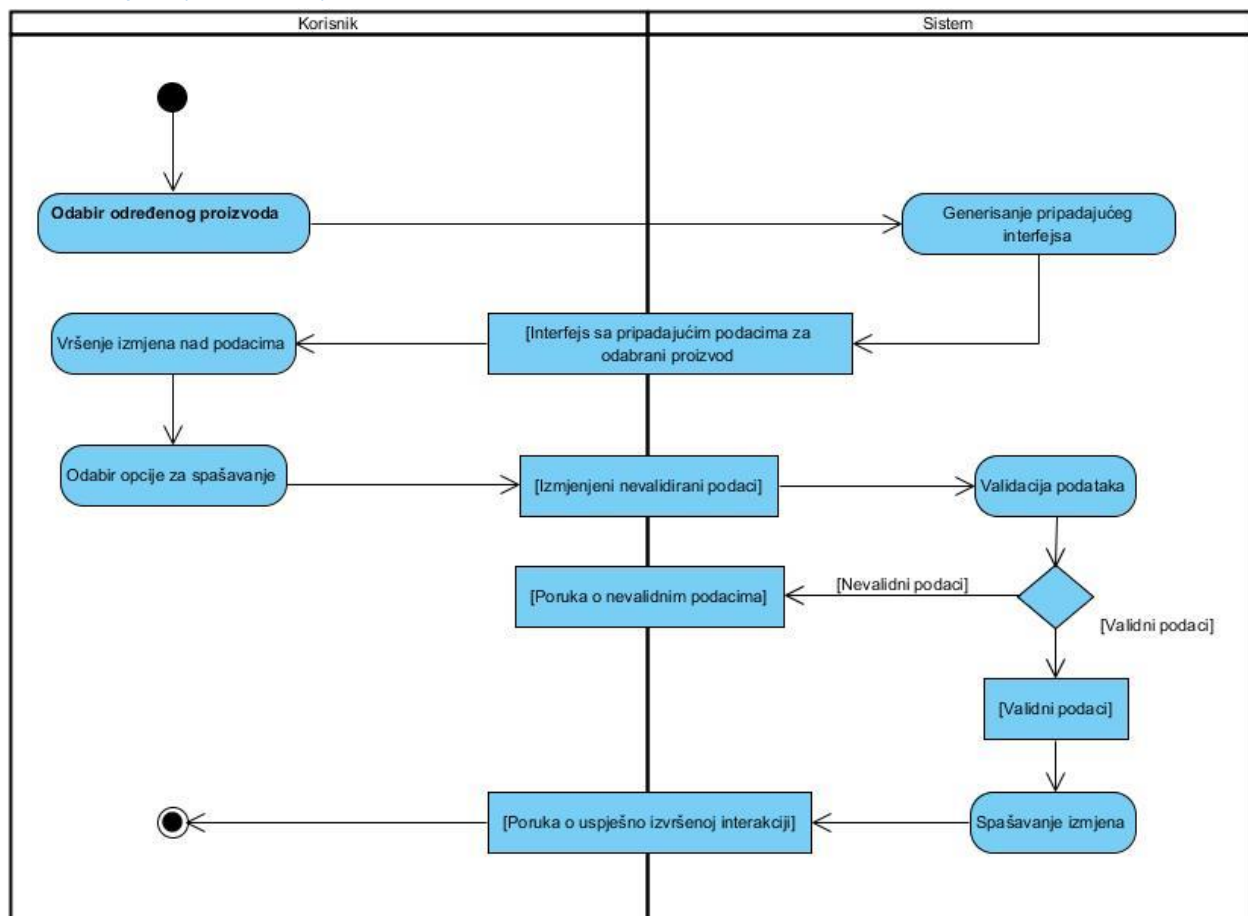 Korisnik
Sistem
Odabir određenog proizvoda
Generisanje pripadajućeg
interfejsa
Vršenje izmjena nad podacima
[Interfejs sa pripadajućim podacima za
odabrani proizvod
Odabir opcije za spašavanje
[Izmjenjeni nevalidirani podaci]
Validacija podataka
[Poruka o nevalidnim podacima]
[Nevalidni podaci]
[Validni podaci]
[Validni podaci]
[Poruka o uspješno izvršenoj interakciji]
Spašavanje izmjena